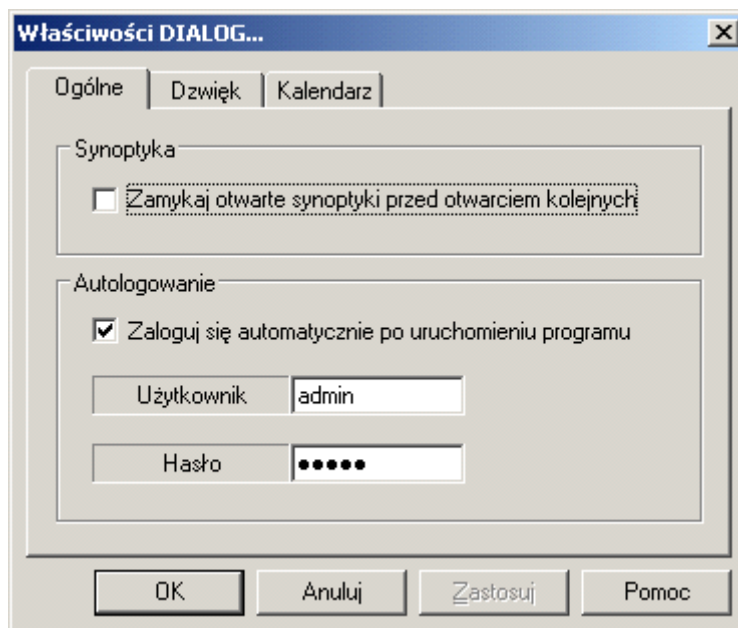 Właściwości DIALOG...
Ogólne Dzwięk Kalendarz
Synoptyka
Zamykaj otwarte synoptyki przed otwarciem kolejnych
Autologowanie
Zaloguj się automatycznie po uruchomieniu programu
Użytkownik admin
Hasło •••••
OK Anuluj Zastosuj Pomoc